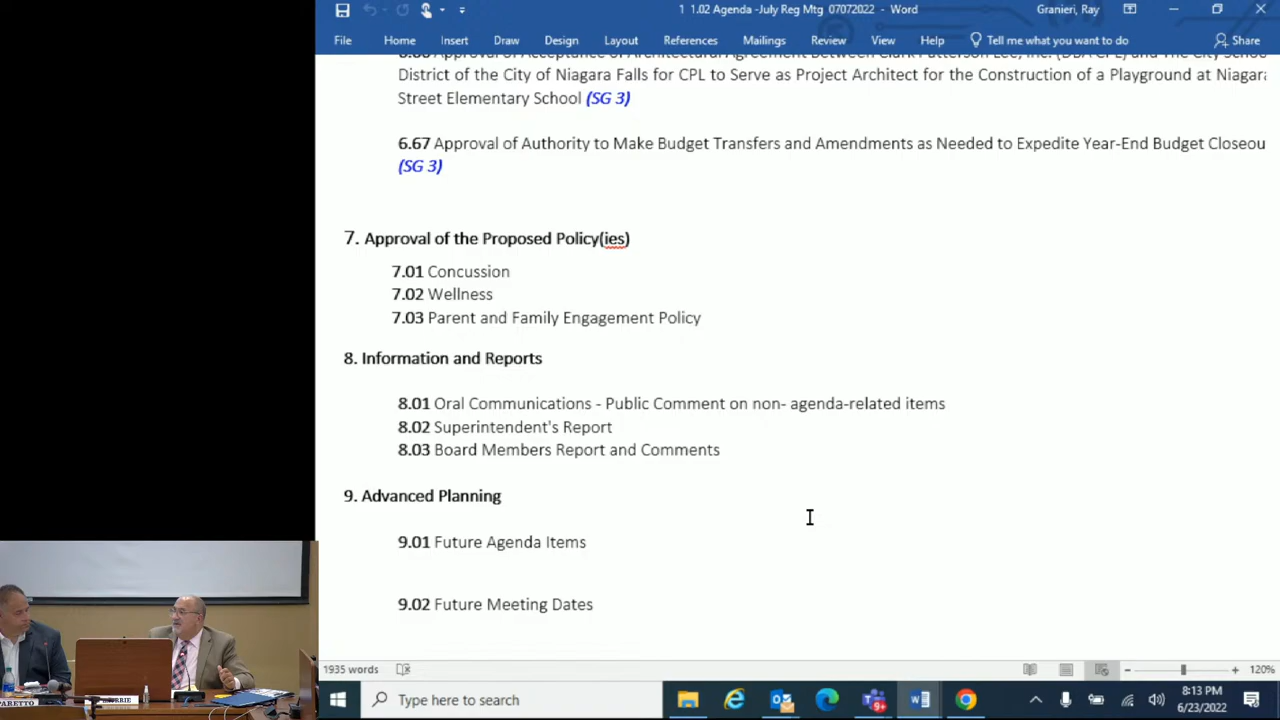 1 1.02 Agenda -July Reg Mtg 07072022 - Word
Granieri, Ray
File Home Insert Draw Design Layout References Mailings Review View Help Tell me what you want to do Share
District of the City of Niagara Falls for CPL to Serve as Project Architect for the Construction of a Playground at Niagar
Street Elementary School (SG 3)
6.67 Approval of Authority to Make Budget Transfers and Amendments as Needed to Expedite Year-End Budget Closeou
(SG 3)
7. Approval of the Proposed Policy(ies)
7.01 Concussion
7.02 Wellness
7.03 Parent and Family Engagement Policy
8. Information and Reports
8.01 Oral Communications - Public Comment on non- agenda-related items
8.02 Superintendent's Report
8.03 Board Members Report and Comments
9. Advanced Planning
9.01 Future Agenda Items
9.02 Future Meeting Dates
1935 words
120%
Type here to search
8:13 PM
6/23/2022